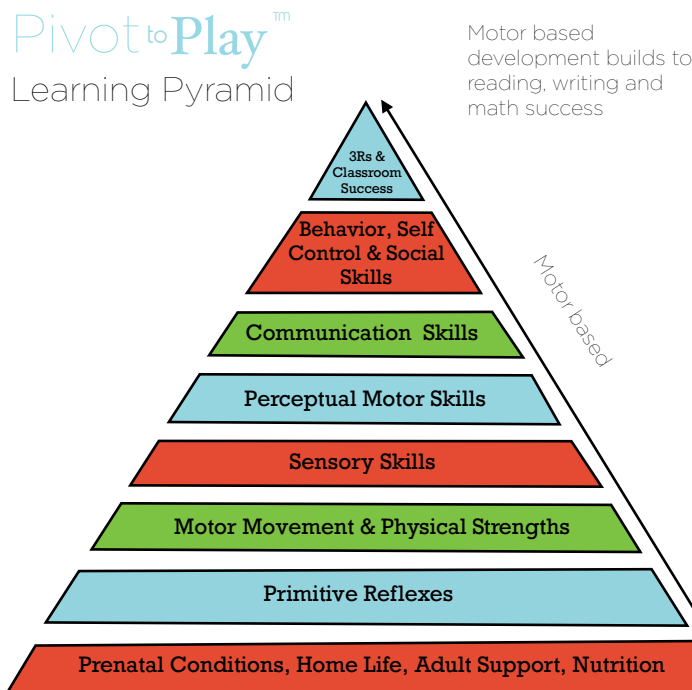 Pivot to Play™
Learning Pyramid
Motor based
development builds to
reading, writing and
math success
3Rs &
Classroom
Success
Behavior, Self
Control & Social
Skills
Motor based
Communication Skills
Perceptual Motor Skills
Sensory Skills
Motor Movement & Physical Strengths
Primitive Reflexes
Prenatal Conditions, Home Life, Adult Support, Nutrition